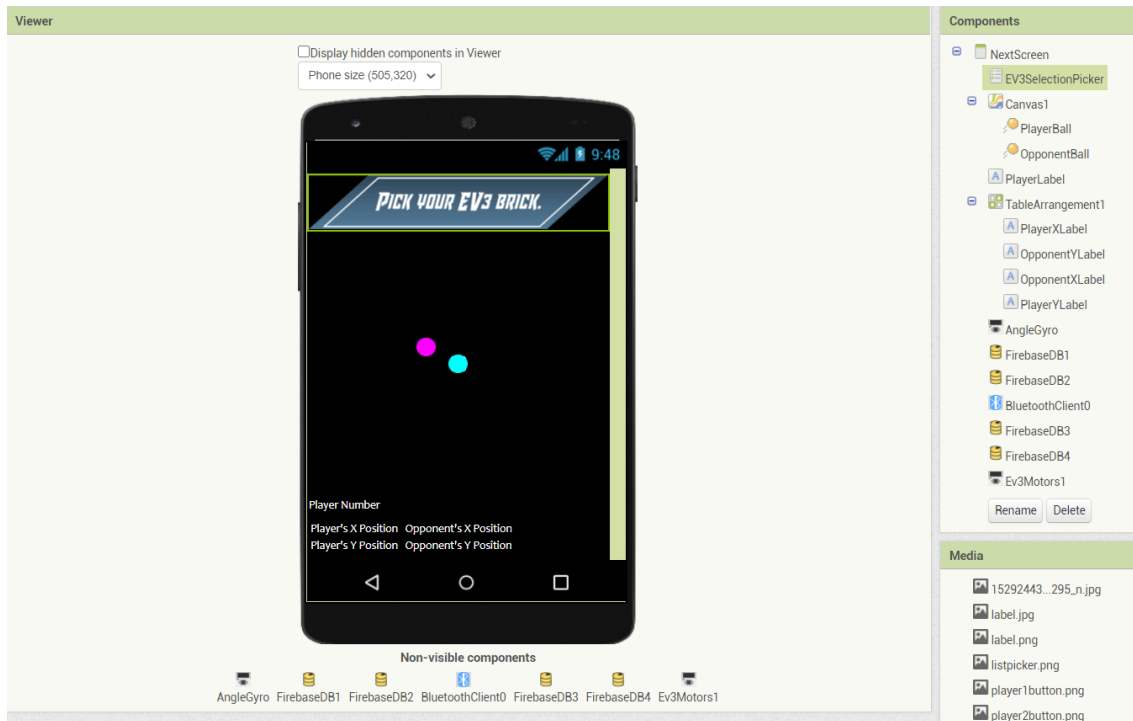 Viewer
Display hidden components in Viewer
Phone size (505,320)
9:48
Pick your EV3 brick.
Player Number
Player's X Position Opponent's X Position
Player's Y Position Opponent's Y Position
Non-visible components
AngleGyro FirebaseDB1 FirebaseDB2 BluetoothClient0 FirebaseDB3 FirebaseDB4 Ev3Motors1
Components
NextScreen
EV3SelectionPicker
Canvas1
PlayerBall
OpponentBall
A PlayerLabel
TableArrangement1
A PlayerXLabel
A OpponentYLabel
A OpponentXLabel
A PlayerYLabel
AngleGyro
FirebaseDB1
FirebaseDB2
BluetoothClient0
FirebaseDB3
FirebaseDB4
Ev3Motors1
Rename Delete
Media
15292443...295_n.jpg
label.jpg
label.png
listpicker.png
player1button.png
player2button.png